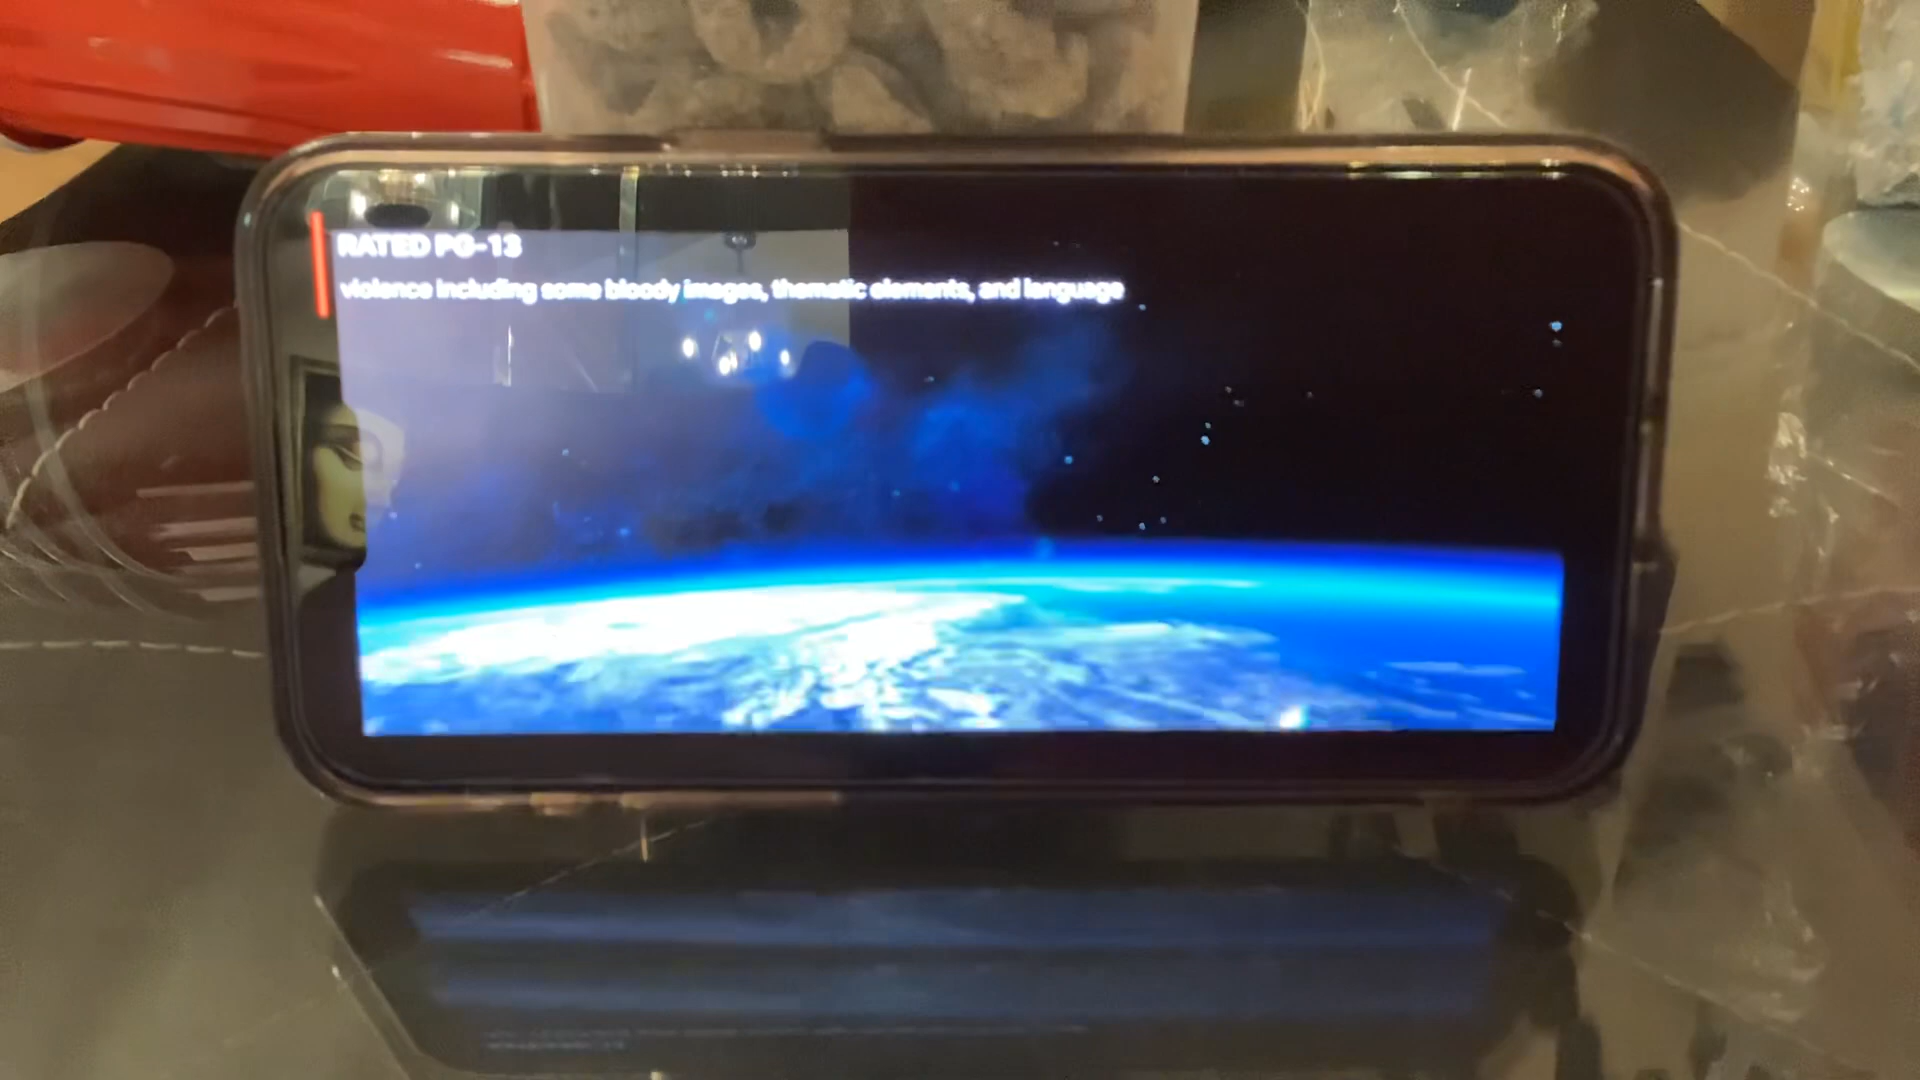 RATED PG-13
violence including some bloody images, thematic elements, and language